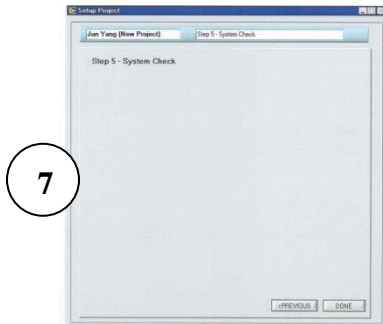 Setup Project
Jun Yang (New Project) Step 5 - System Check
Step 5 - System Check
7
<PREVIOUS DONE